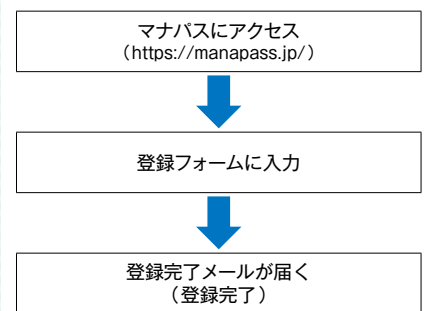 マナパスにアクセス
（https://manapass.jp/）
登録フォームに入力
登録完了メールが届く
（登録完了）